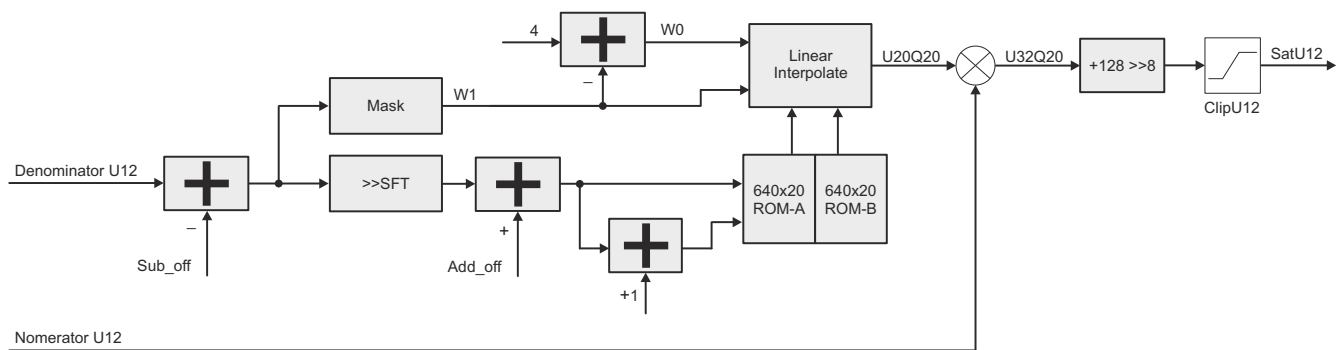 4
W0
Linear
Interpolate
U20Q20
U32Q20
+128 >>8
SatU12
ClipU12
–
Mask
W1
Denominator U12
>>SFT
640x20
ROM-A
640x20
ROM-B
–
+
Sub_off
Add_off
+1
Nomerator U12